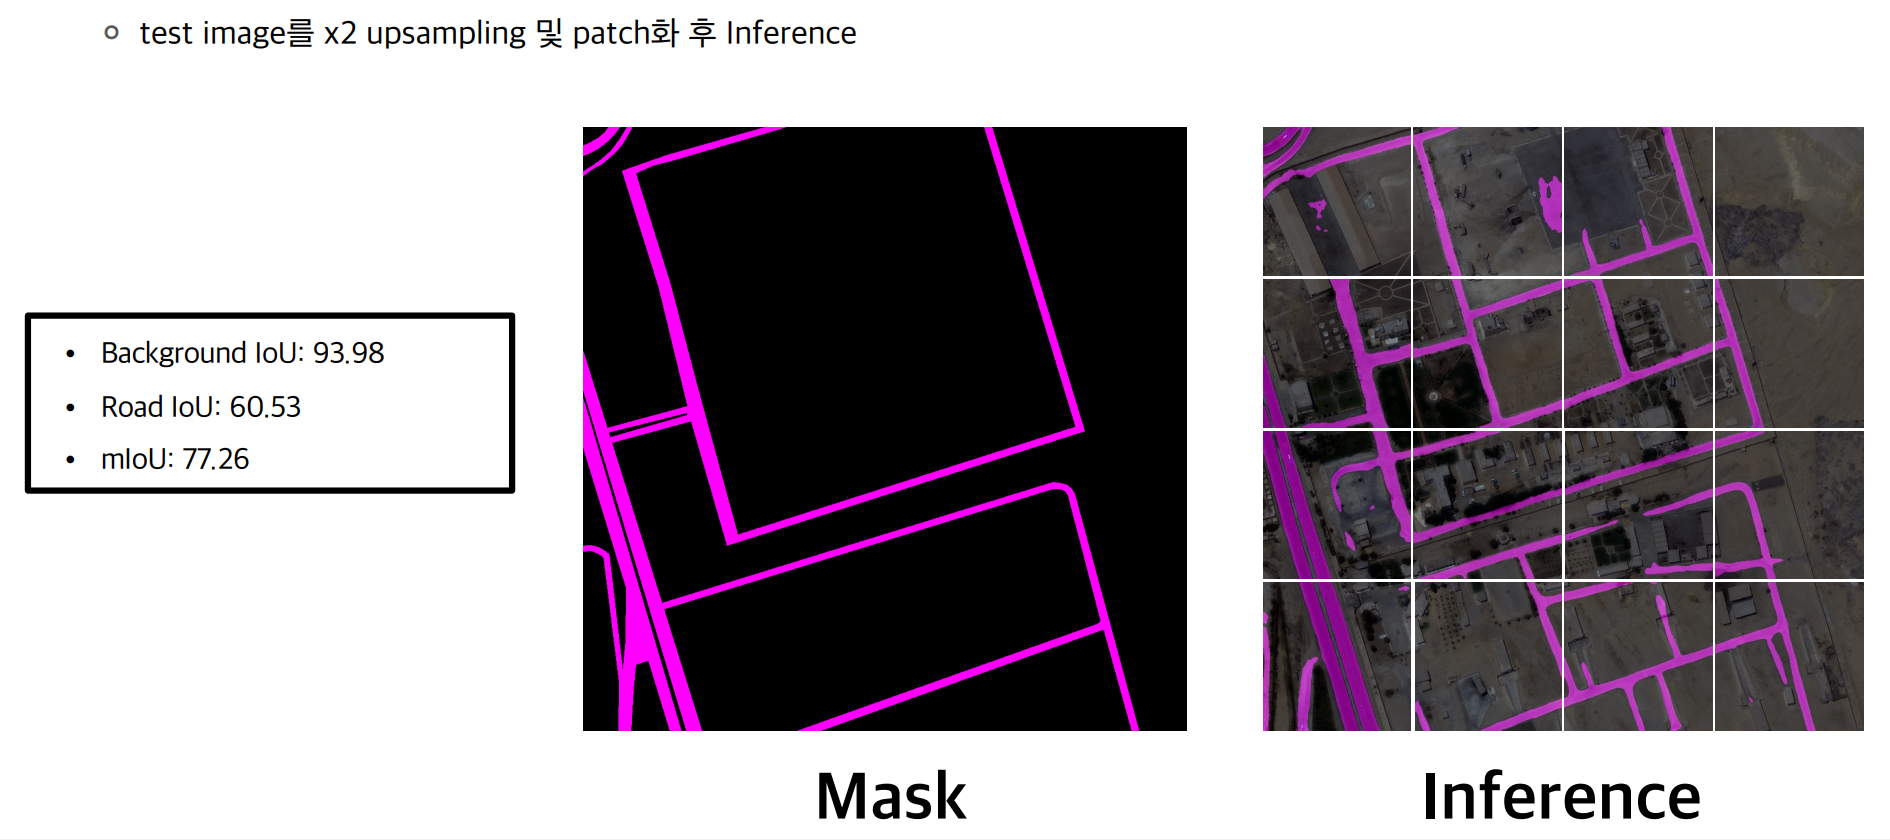 test image를 x2 upsampling 및 patch화 후 Inference
Background IoU: 93.98
Road IoU: 60.53
mIoU: 77.26
Mask
Inference